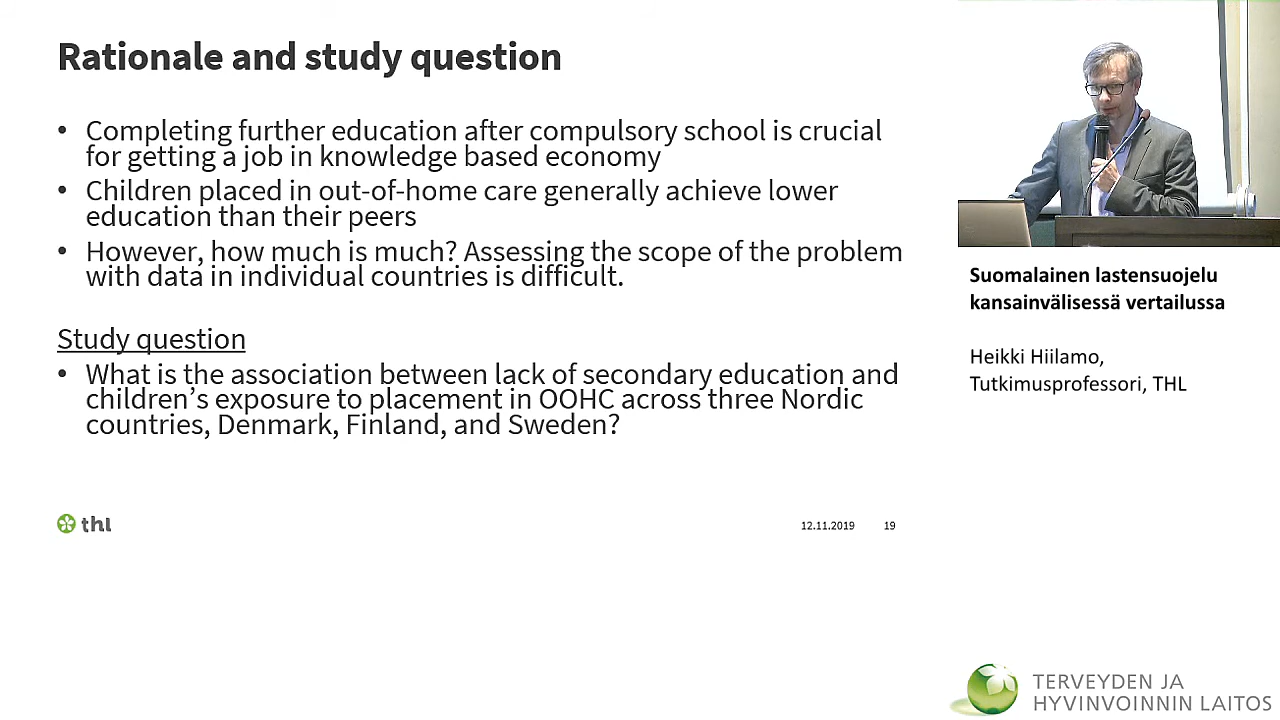 Rationale and study question
• Completing further education after compulsory school is crucial
for getting a job in knowledge based economy
• Children placed in out-of-home care generally achieve lower
education than their peers
• However, how much is much? Assessing the scope of the problem
with data in individual countries is difficult.
Study question
• What is the association between lack of secondary education and
children’s exposure to placement in OOHC across three Nordic
countries, Denmark, Finland, and Sweden?
thl
12.11.2019 19
Suomalainen lastensuojelu
kansainvälisessä vertailussa
Heikki Hiilamo,
Tutkimusprofessori, THL
TERVEYDEN JA
HYVINVOINNIN LAITOS